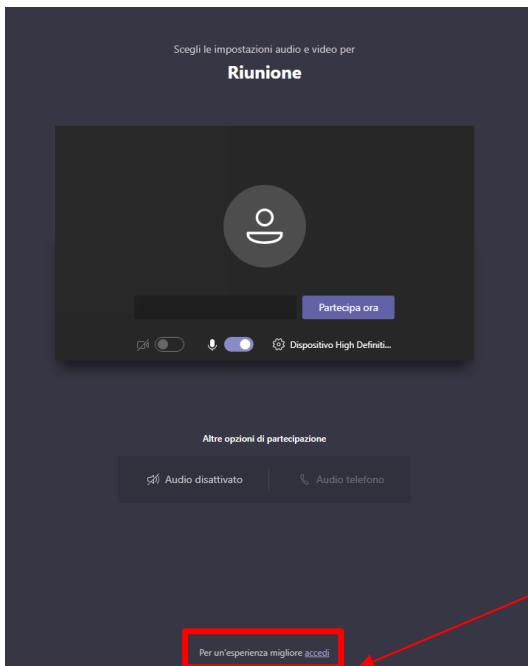 Scegli le impostazioni audio e video per
Riunione
Partecipa ora
Dispositivo High Definiti...
Altre opzioni di partecipazione
Audio disattivato
Audio telefono
Per un'esperienza migliore accedi